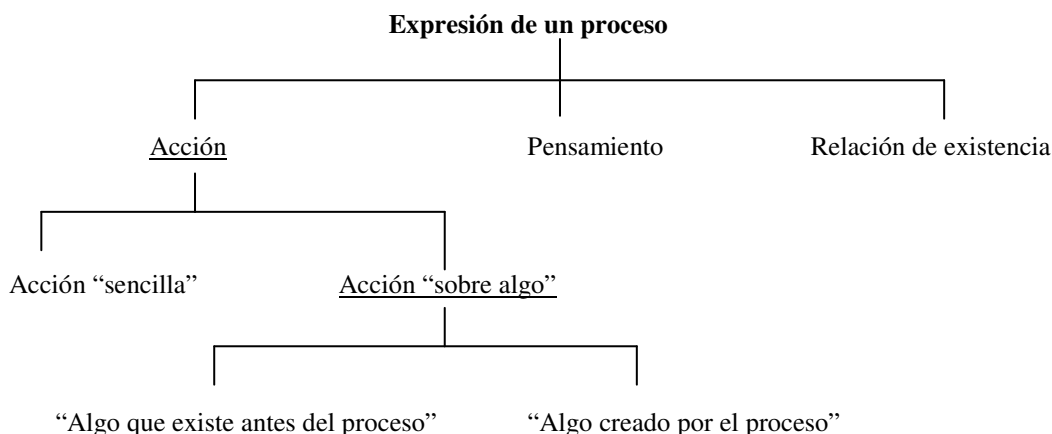 Expresión de un proceso
Acción Pensamiento Relación de existencia
Acción “sencilla” Acción “sobre algo”
“Algo que existe antes del proceso” “Algo creado por el proceso”